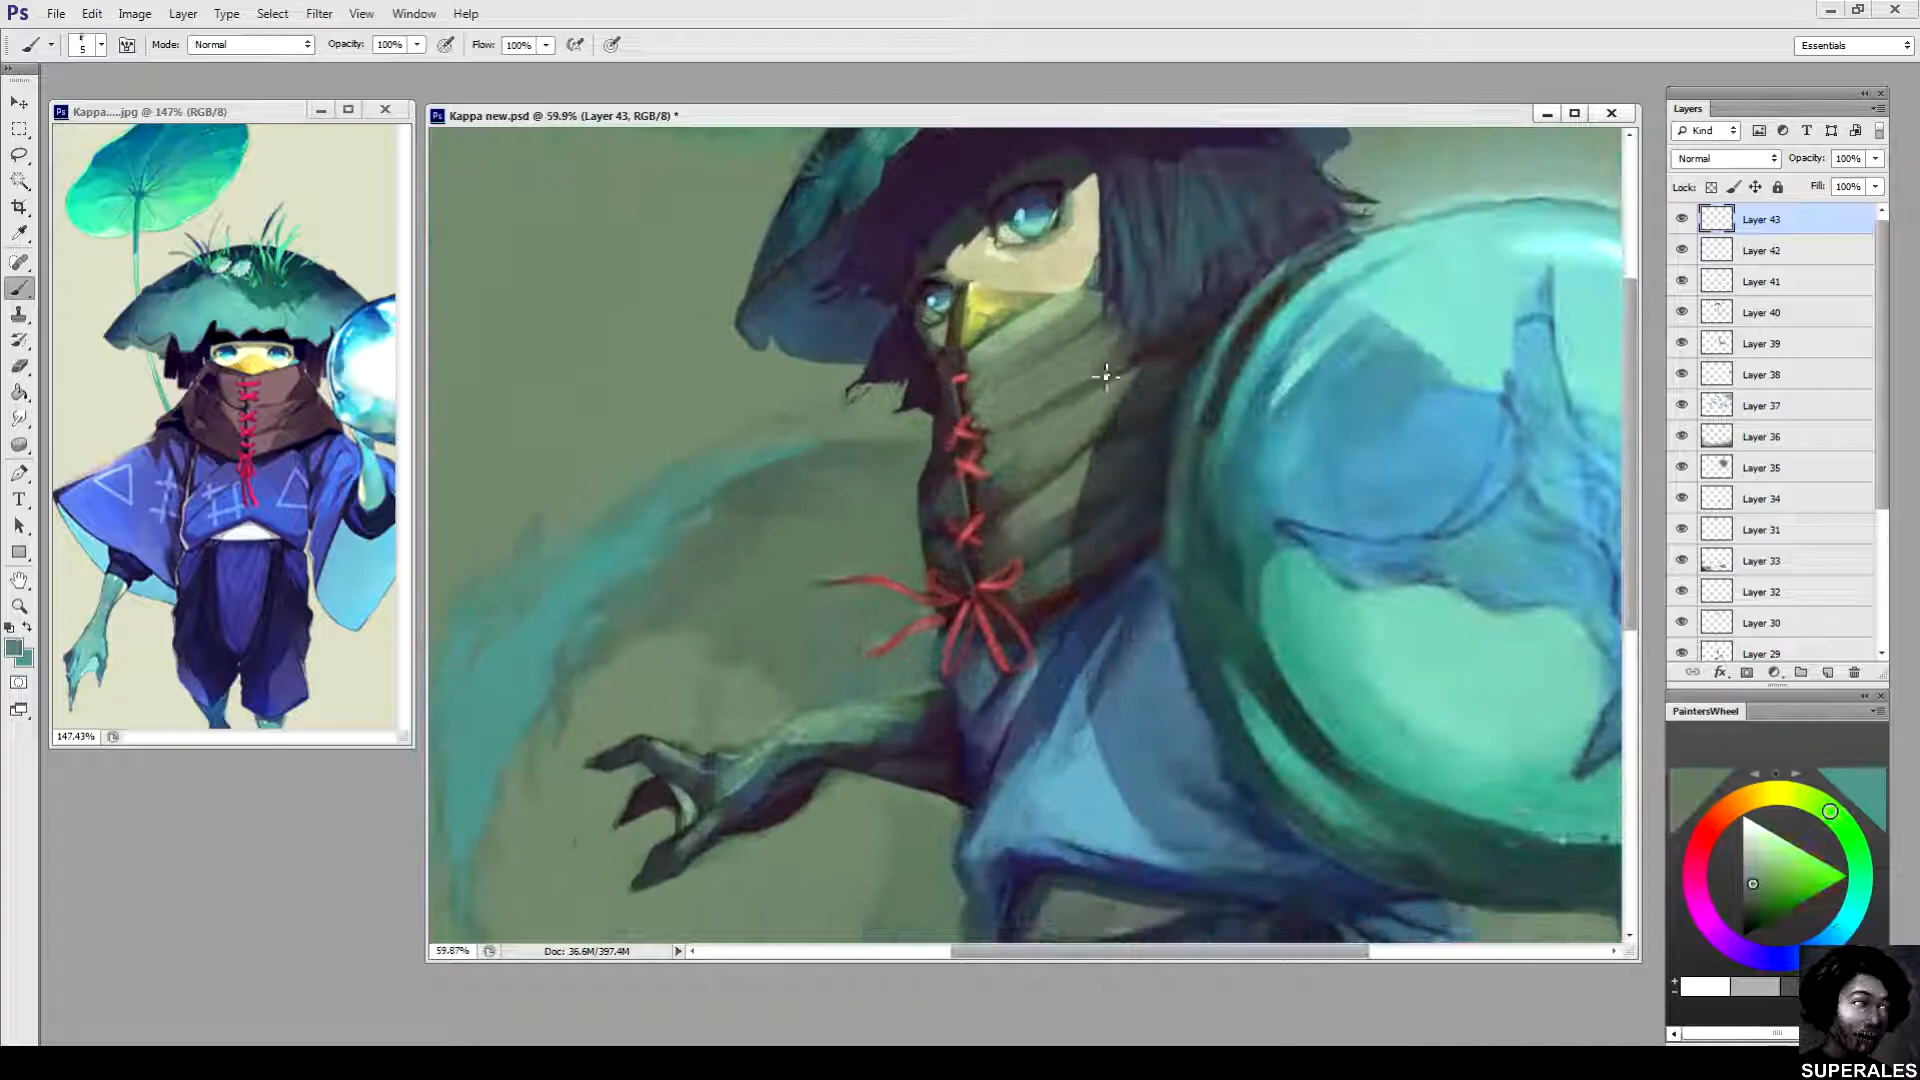 Ps File Edit Image Layer Type Select Filter View Window Help
5 Mode: Normal Opacity: 100% Flow: 100% Essentials
Ps Kappa.....jpg @ 147% (RGB/8)
Ps Kappa new.psd @ 59.9% (Layer 43, RGB/8) *
Layers
Kind T
Normal Opacity: 100%
Lock: Fill: 100%
Layer 43
Layer 42
Layer 41
Layer 40
Layer 39
Layer 38
Layer 37
Layer 36
Layer 35
Layer 34
Layer 31
Layer 33
Layer 32
Layer 30
Layer 29
fx
T
PaintersWheel
147.43%
59.87% Doc: 36.6M/397.4M
SUPERALES